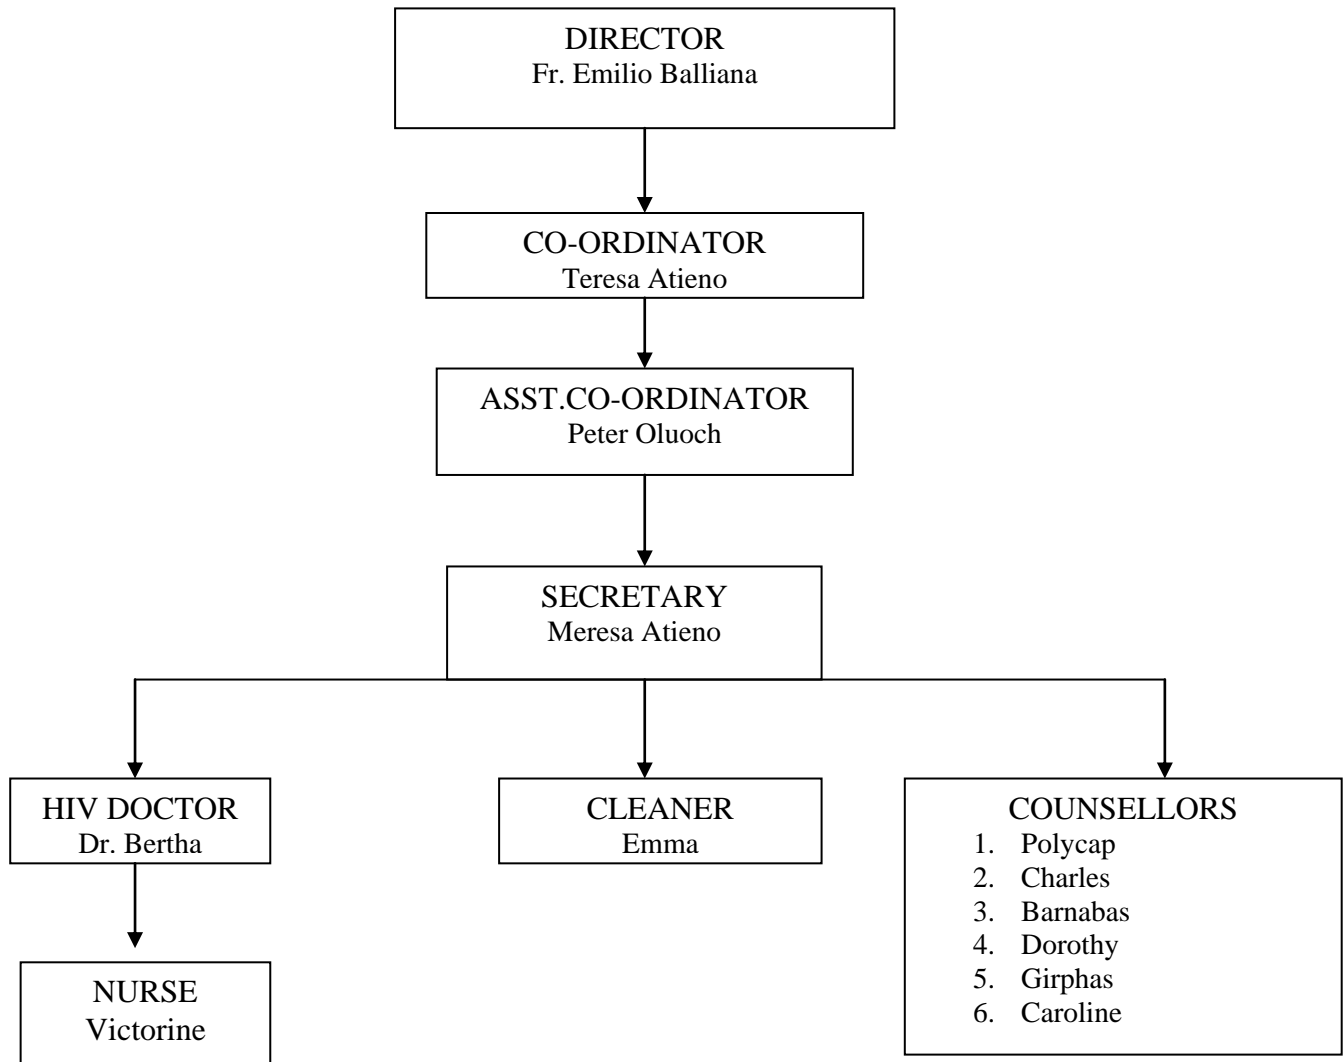 DIRECTOR
Fr. Emilio Balliana
CO-ORDINATOR
Teresa Atieno
ASST.CO-ORDINATOR
Peter Oluoch
SECRETARY
Meresa Atieno
HIV DOCTOR
Dr. Bertha
CLEANER
Emma
COUNSELLORS
1. Polycap
2. Charles
3. Barnabas
4. Dorothy
5. Girphas
6. Caroline
NURSE
Victorine